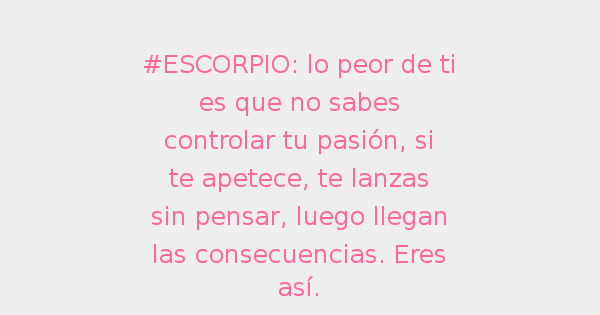 #ESCORPIO: lo peor de ti
es que no sabes
controlar tu pasión, si
te apetece, te lanzas
sin pensar, luego llegan
las consecuencias. Eres
así.